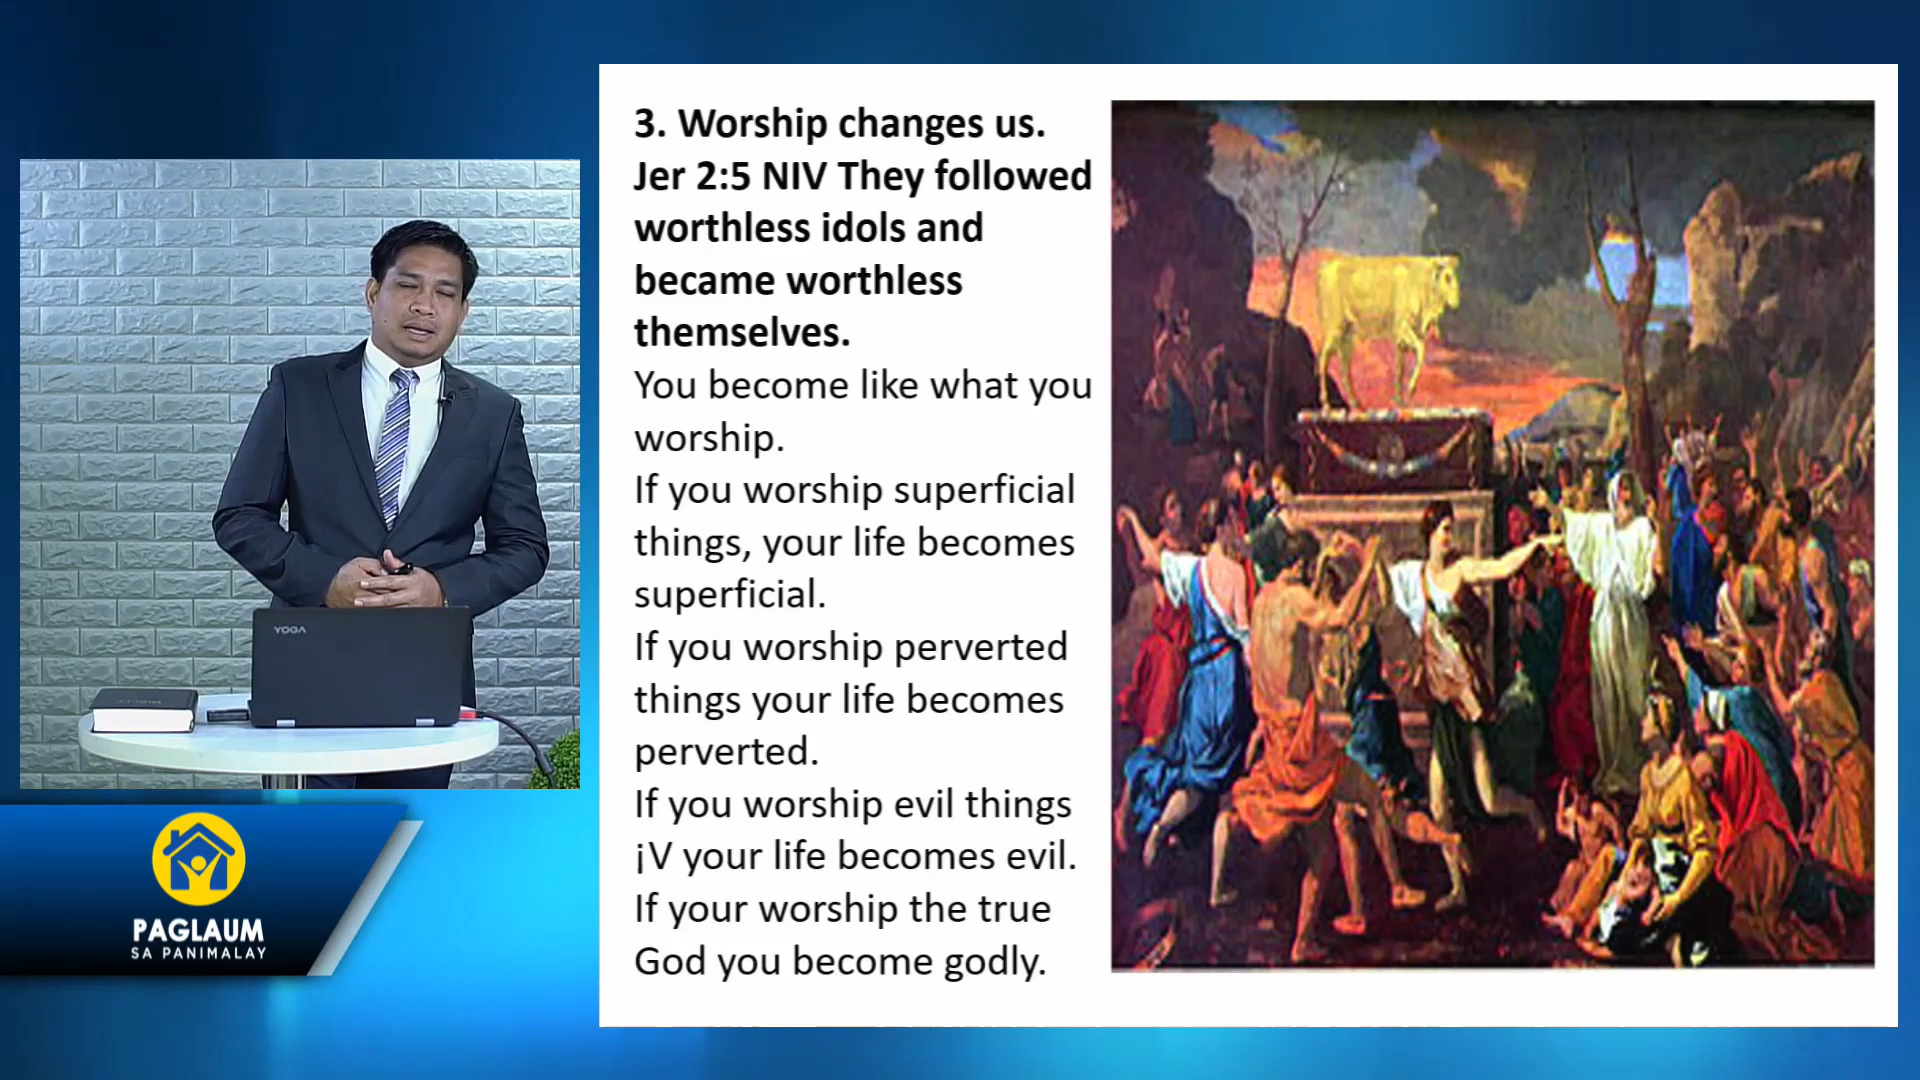 3. Worship changes us.
Jer 2:5 NIV They followed
worthless idols and
became worthless
themselves.
You become like what you
worship.
If you worship superficial
things, your life becomes
superficial.
If you worship perverted
things your life becomes
perverted.
If you worship evil things
¡V your life becomes evil.
If your worship the true
God you become godly.
YOGA
PAGLAUM
SA PANIMALAY